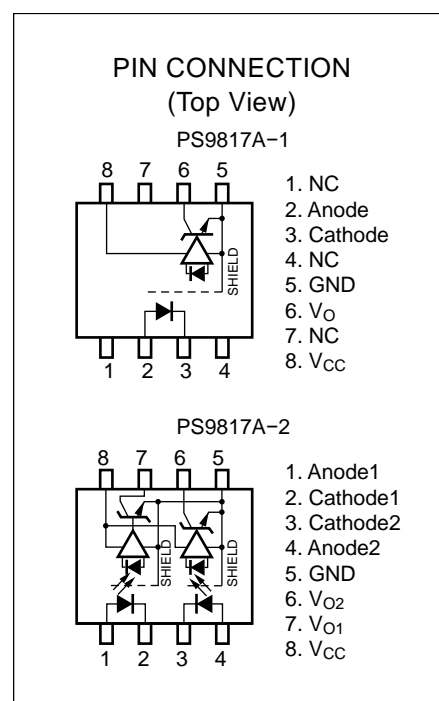 PIN CONNECTION
(Top View)
PS9817A−1
8 7 6 5
SHIELD
1 2 3 4
1. NC
2. Anode
3. Cathode
4. NC
5. GND
6. VO
7. NC
8. VCC
PS9817A−2
8 7 6 5
SHIELD SHIELD
1 2 3 4
1. Anode1
2. Cathode1
3. Cathode2
4. Anode2
5. GND
6. VO2
7. VO1
8. VCC